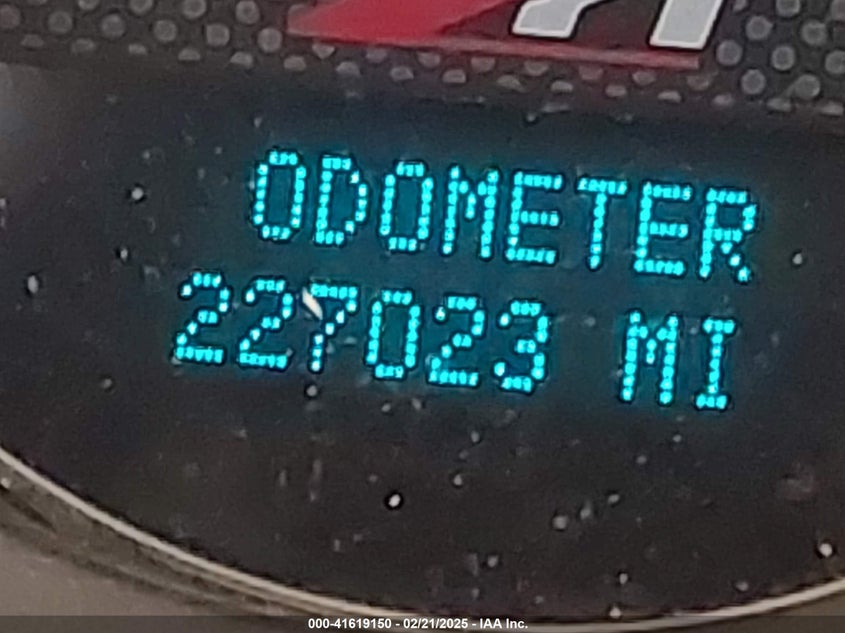 ODOMETER
227023 MI
000-41619150 - 02/21/2025 - IAA Inc.